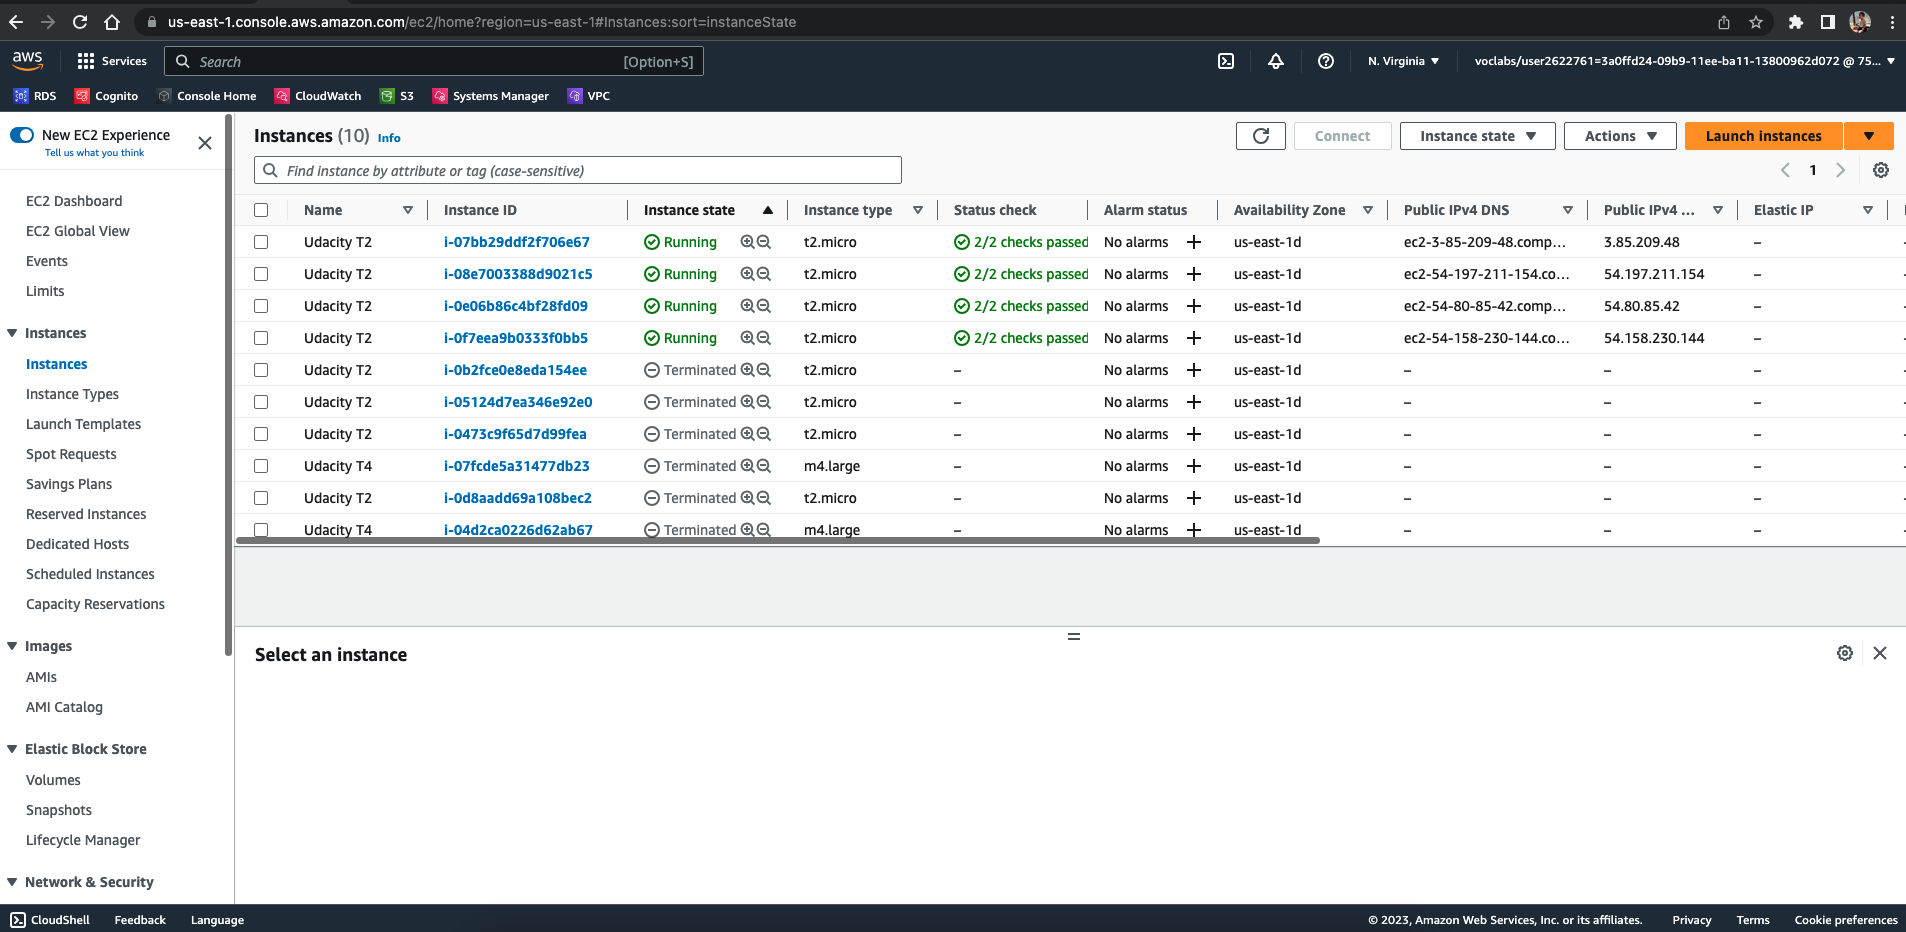 us-east-1.console.aws.amazon.com/ec2/home?region=us-east-1#Instances:sort=instanceState
aws Services Search [Option+S] N. Virginia voclabs/user2622761=3a0ffd24-09b9-11ee-ba11-13800962d072 @ 75...
RDS Cognito Console Home CloudWatch S3 Systems Manager VPC
New EC2 Experience
Tell us what you think
EC2 Dashboard
EC2 Global View
Events
Limits
Instances
Instances
Instance Types
Launch Templates
Spot Requests
Savings Plans
Reserved Instances
Dedicated Hosts
Scheduled Instances
Capacity Reservations
Images
AMIs
AMI Catalog
Elastic Block Store
Volumes
Snapshots
Lifecycle Manager
Network & Security
Instances (10) Info Connect Instance state Actions Launch instances
Find instance by attribute or tag (case-sensitive) 1
Name Instance ID Instance state Instance type Status check Alarm status Availability Zone Public IPv4 DNS Public IPv4 ... Elastic IP
Udacity T2 i-07bb29ddf2f706e67 Running t2.micro 2/2 checks passed No alarms + us-east-1d ec2-3-85-209-48.comp... 3.85.209.48 –
Udacity T2 i-08e7003388d9021c5 Running t2.micro 2/2 checks passed No alarms + us-east-1d ec2-54-197-211-154.co... 54.197.211.154 –
Udacity T2 i-0e06b86c4bf28fd09 Running t2.micro 2/2 checks passed No alarms + us-east-1d ec2-54-80-85-42.comp... 54.80.85.42 –
Udacity T2 i-0f7eea9b0333f0bb5 Running t2.micro 2/2 checks passed No alarms + us-east-1d ec2-54-158-230-144.co... 54.158.230.144 –
Udacity T2 i-0b2fce0e8eda154ee Terminated t2.micro – No alarms + us-east-1d – – –
Udacity T2 i-05124d7ea346e92e0 Terminated t2.micro – No alarms + us-east-1d – – –
Udacity T2 i-0473c9f65d7d99fea Terminated t2.micro – No alarms + us-east-1d – – –
Udacity T4 i-07fcde5a31477db23 Terminated m4.large – No alarms + us-east-1d – – –
Udacity T2 i-0d8aadd69a108bec2 Terminated t2.micro – No alarms + us-east-1d – – –
Udacity T4 i-04d2ca0226d62ab67 Terminated m4.large – No alarms + us-east-1d – – –
Select an instance
CloudShell Feedback Language © 2023, Amazon Web Services, Inc. or its affiliates. Privacy Terms Cookie preferences